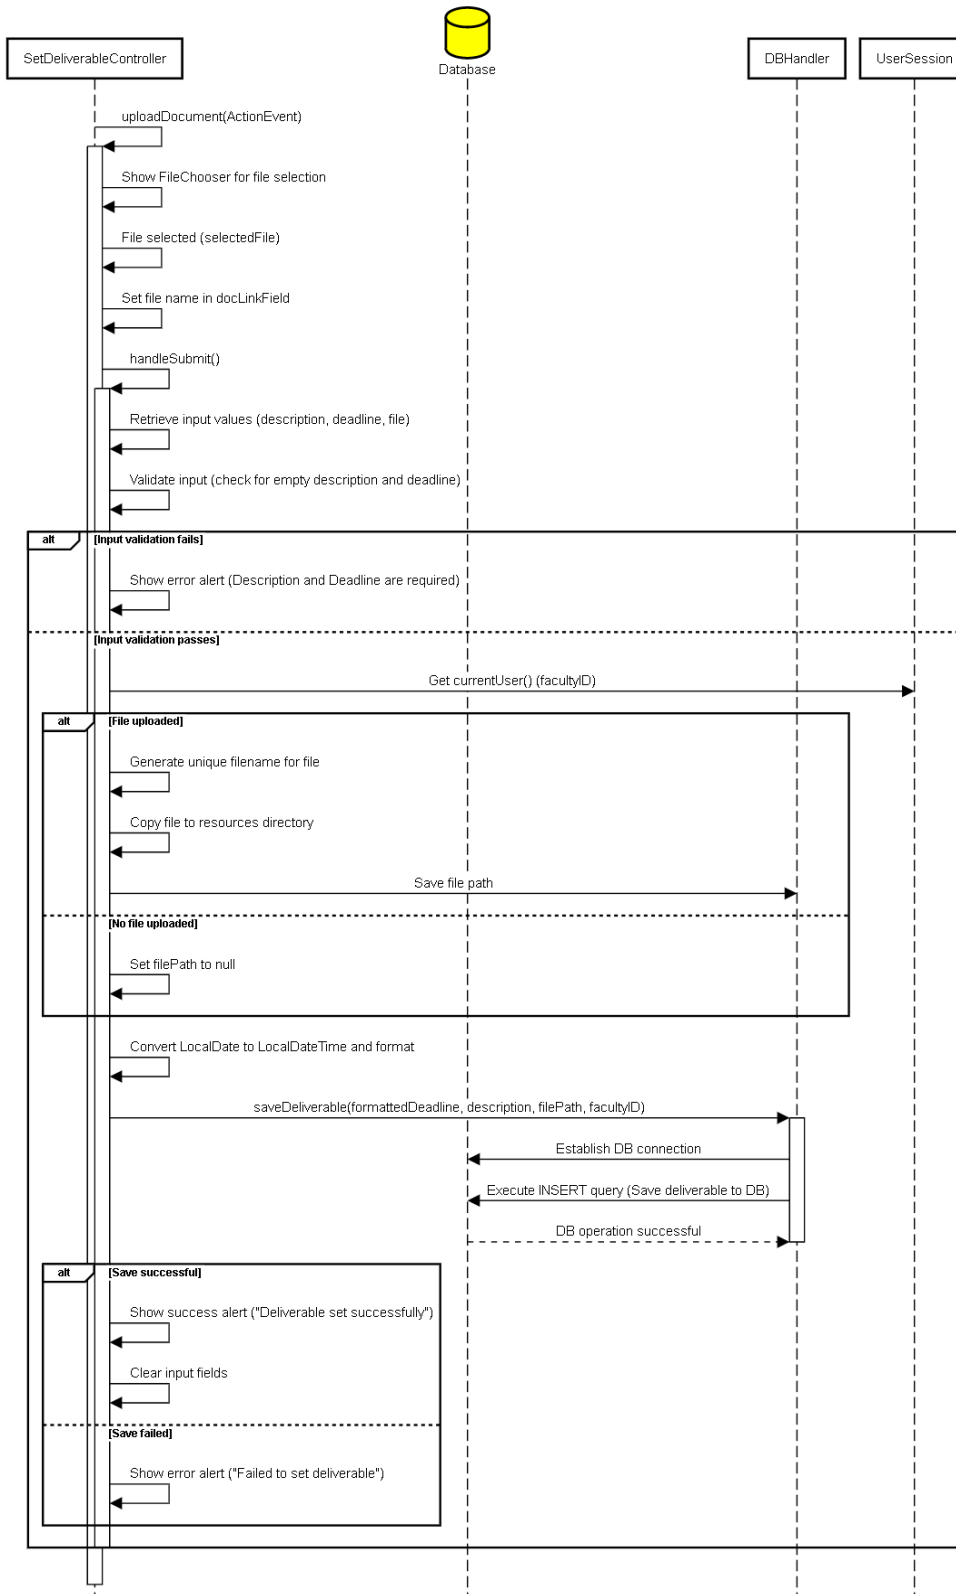 SetDeliverableController
Database
DBHandler
UserSession
uploadDocument(ActionEvent)
Show FileChooser for file selection
File selected (selectedFile)
Set file name in docLinkField
handleSubmit()
Retrieve input values (description, deadline, file)
Validate input (check for empty description and deadline)
alt [Input validation fails]
Show error alert (Description and Deadline are required)
[Input validation passes]
Get currentUser() (facultyID)
alt [File uploaded]
Generate unique filename for file
Copy file to resources directory
Save file path
[No file uploaded]
Set filePath to null
Convert LocalDate to LocalDateTime and format
saveDeliverable(formattedDeadline, description, filePath, facultyID)
Establish DB connection
Execute INSERT query (Save deliverable to DB)
DB operation successful
alt [Save successful]
Show success alert ("Deliverable set successfully")
Clear input fields
[Save failed]
Show error alert ("Failed to set deliverable")